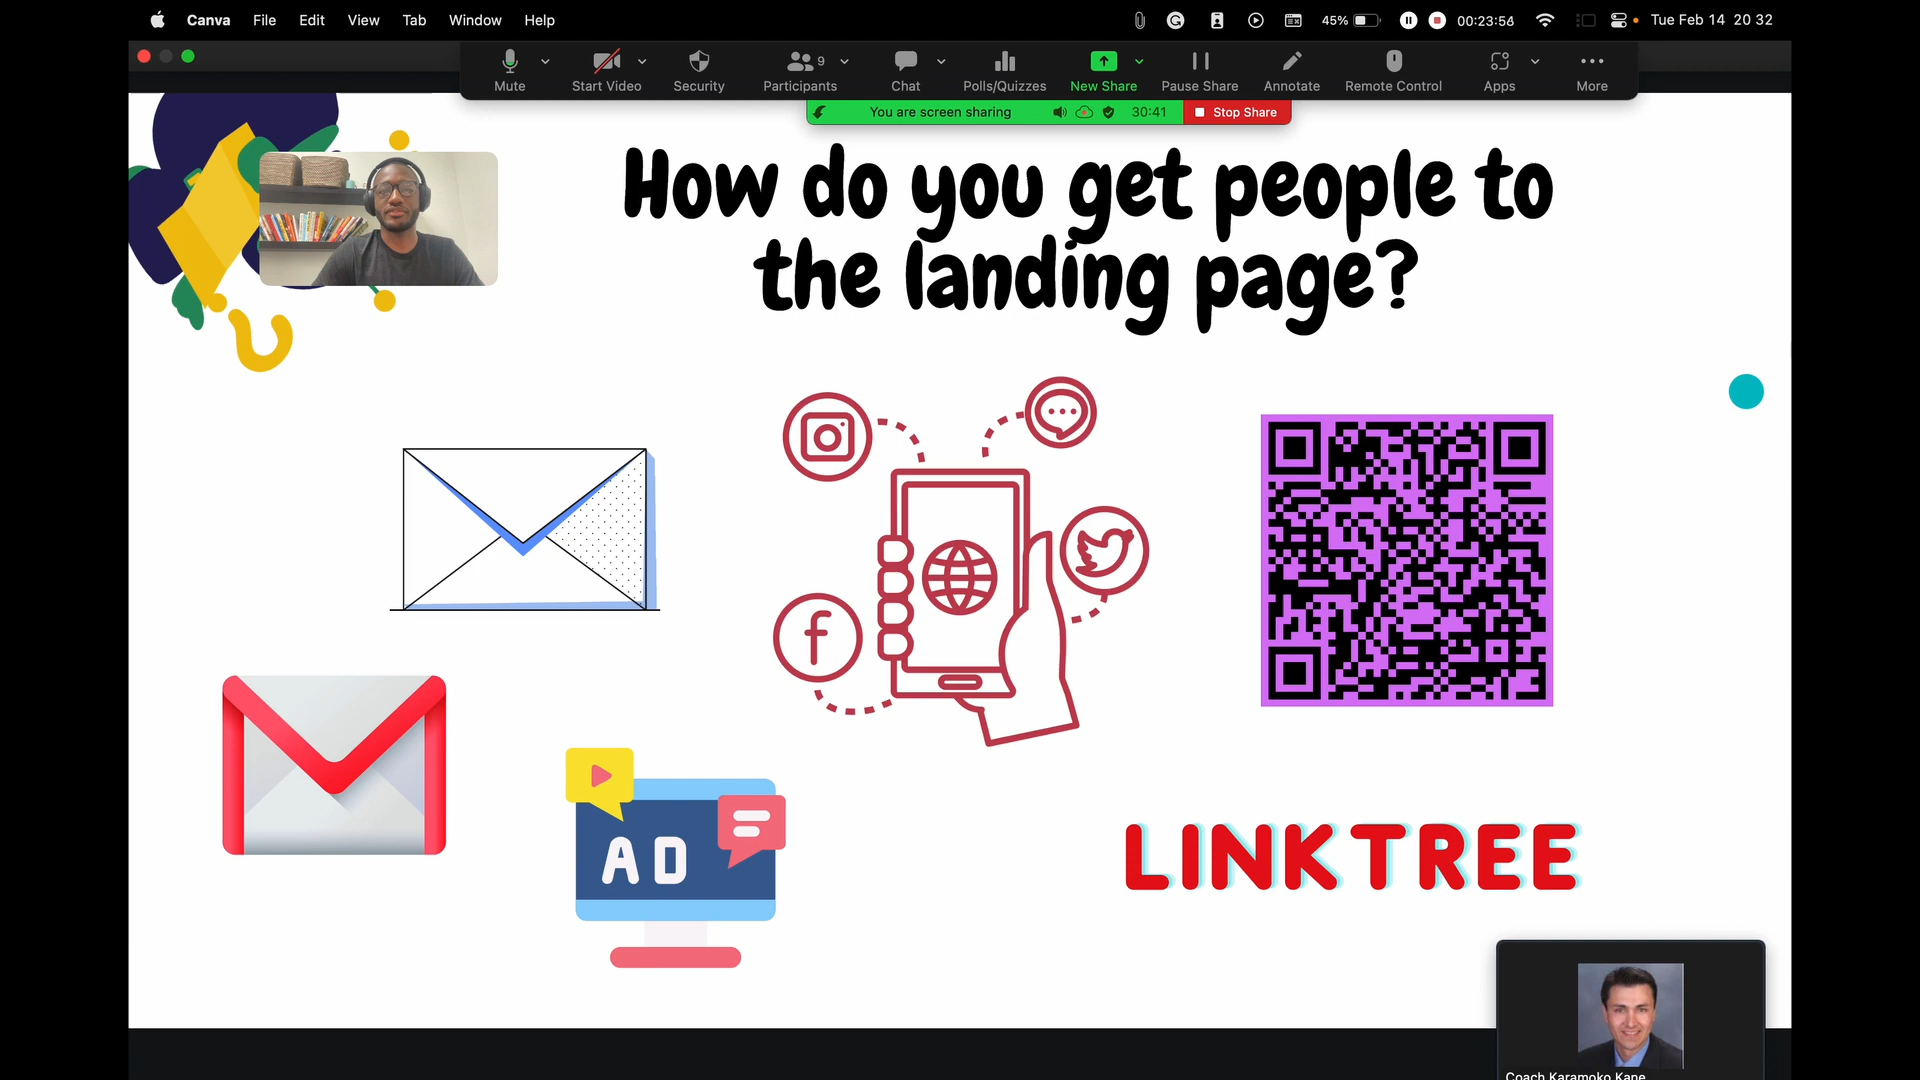 Canva File Edit View Tab Window Help
45% 00:23:56 Tue Feb 14 20 32
Mute Start Video Security Participants 9 Chat Polls/Quizzes New Share Pause Share Annotate Remote Control Apps More
You are screen sharing 30:41 Stop Share
How do you get people to
the landing page?
f
AD
LINKTREE
Coach Karamoko Kane